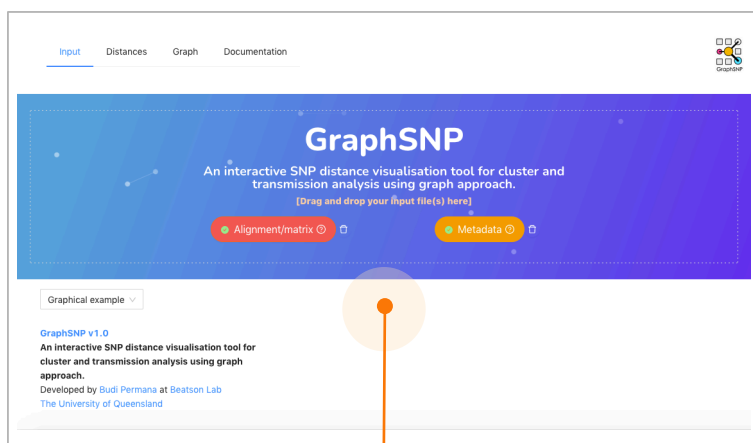 Input Distances Graph Documentation
GraphSNP
GraphSNP
An interactive SNP distance visualisation tool for cluster and
transmission analysis using graph approach.
[Drag and drop your input file(s) here]
Alignment/matrix
Metadata
Graphical example
GraphSNP v1.0
An interactive SNP distance visualisation tool for
cluster and transmission analysis using graph
approach.
Developed by Budi Permana at Beatson Lab
The University of Queensland